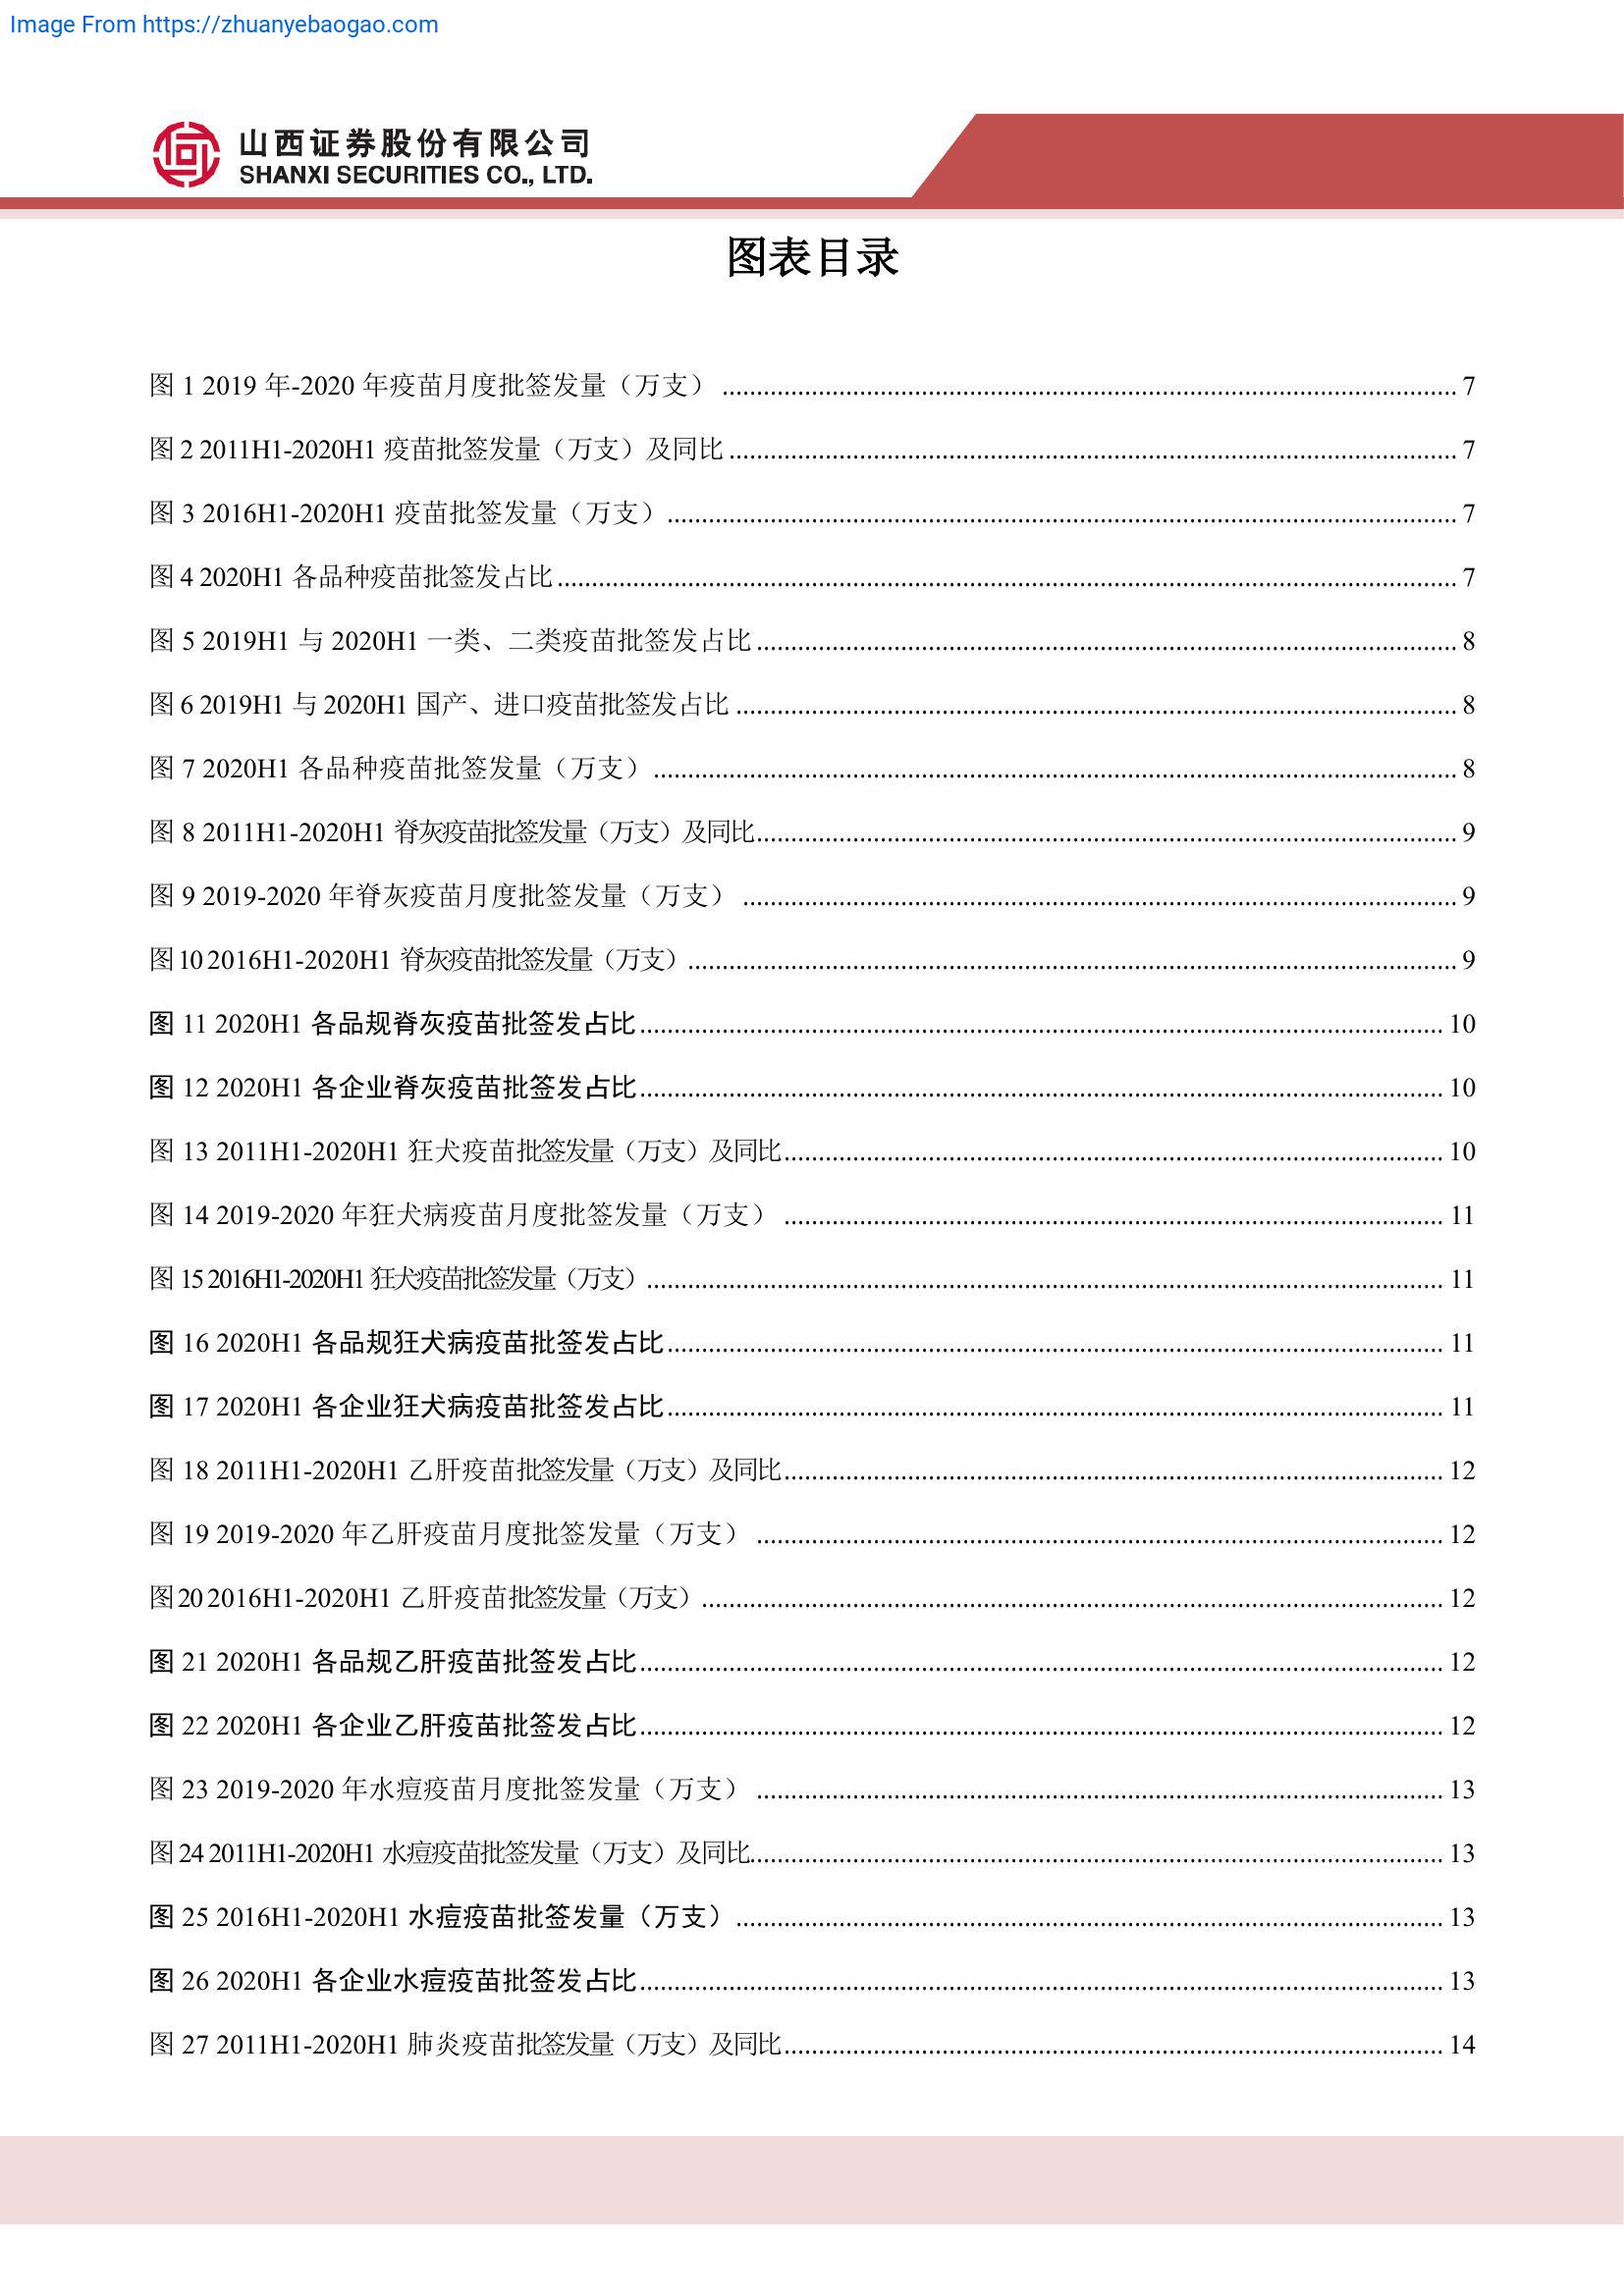 Image From https://zhuanyebaogao.com
山西证券股份有限公司
SHANXI SECURITIES CO., LTD.
图表目录
图 1 2019 年-2020 年疫苗月度批签发量（万支） 7
图 2 2011H1-2020H1 疫苗批签发量（万支）及同比 7
图 3 2016H1-2020H1 疫苗批签发量（万支） 7
图 4 2020H1 各品种疫苗批签发占比 7
图 5 2019H1 与 2020H1 一类、二类疫苗批签发占比 8
图 6 2019H1 与 2020H1 国产、进口疫苗批签发占比 8
图 7 2020H1 各品种疫苗批签发量（万支） 8
图 8 2011H1-2020H1 脊灰疫苗批签发量（万支）及同比 9
图 9 2019-2020 年脊灰疫苗月度批签发量（万支） 9
图 10 2016H1-2020H1 脊灰疫苗批签发量（万支） 9
图 11 2020H1 各品规脊灰疫苗批签发占比 10
图 12 2020H1 各企业脊灰疫苗批签发占比 10
图 13 2011H1-2020H1 狂犬疫苗批签发量（万支）及同比 10
图 14 2019-2020 年狂犬病疫苗月度批签发量（万支） 11
图 15 2016H1-2020H1 狂犬疫苗批签发量（万支） 11
图 16 2020H1 各品规狂犬病疫苗批签发占比 11
图 17 2020H1 各企业狂犬病疫苗批签发占比 11
图 18 2011H1-2020H1 乙肝疫苗批签发量（万支）及同比 12
图 19 2019-2020 年乙肝疫苗月度批签发量（万支） 12
图 20 2016H1-2020H1 乙肝疫苗批签发量（万支） 12
图 21 2020H1 各品规乙肝疫苗批签发占比 12
图 22 2020H1 各企业乙肝疫苗批签发占比 12
图 23 2019-2020 年水痘疫苗月度批签发量（万支） 13
图 24 2011H1-2020H1 水痘疫苗批签发量（万支）及同比 13
图 25 2016H1-2020H1 水痘疫苗批签发量（万支） 13
图 26 2020H1 各企业水痘疫苗批签发占比 13
图 27 2011H1-2020H1 肺炎疫苗批签发量（万支）及同比 14